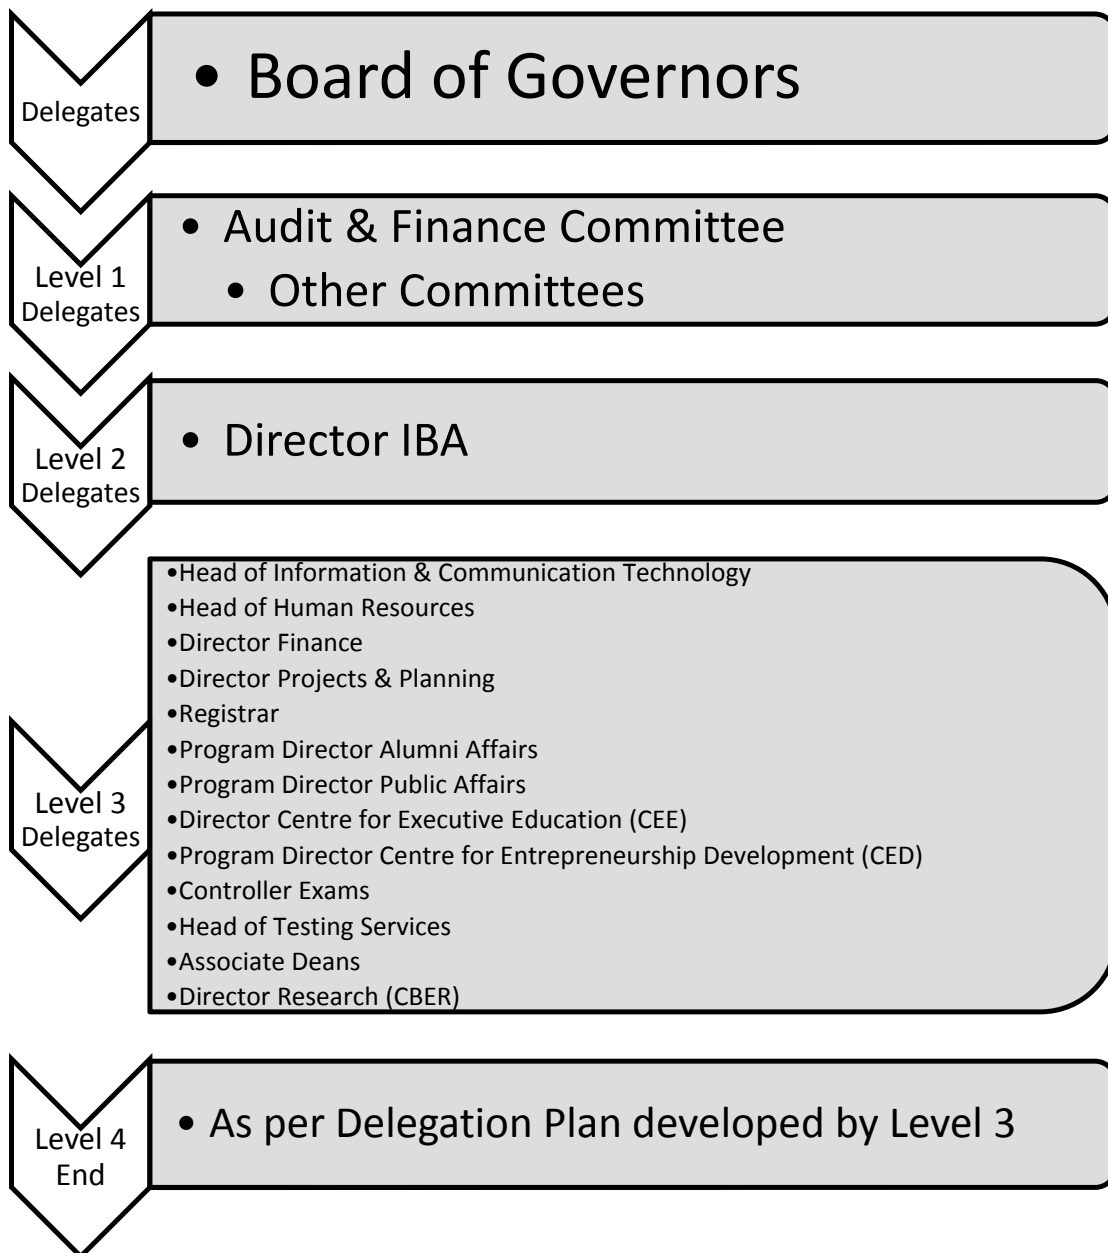 Delegates
• Board of Governors
Level 1
Delegates
• Audit & Finance Committee
• Other Committees
Level 2
Delegates
• Director IBA
Level 3
Delegates
•Head of Information & Communication Technology
•Head of Human Resources
•Director Finance
•Director Projects & Planning
•Registrar
•Program Director Alumni Affairs
•Program Director Public Affairs
•Director Centre for Executive Education (CEE)
•Program Director Centre for Entrepreneurship Development (CED)
•Controller Exams
•Head of Testing Services
•Associate Deans
•Director Research (CBER)
Level 4
End
• As per Delegation Plan developed by Level 3